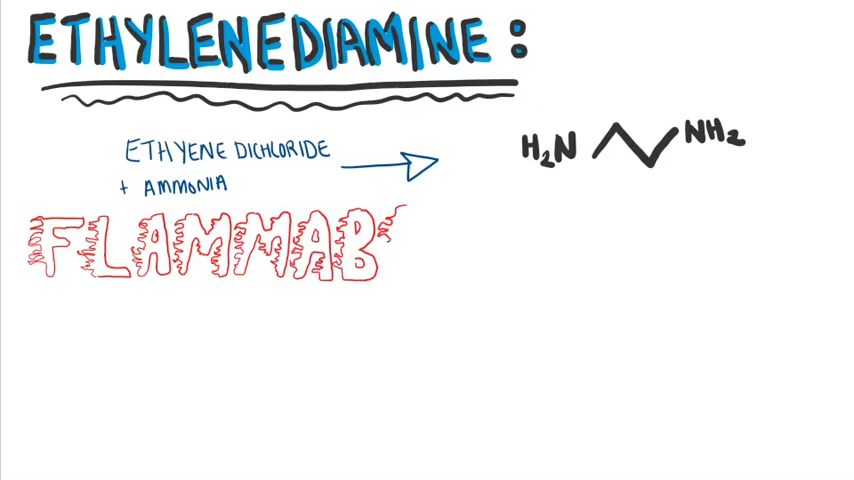 ETHYLENEDIAMINE:
ETHYENE DICHLORIDE
+ AMMONIA
H₂N NH₂
FLAMMAB